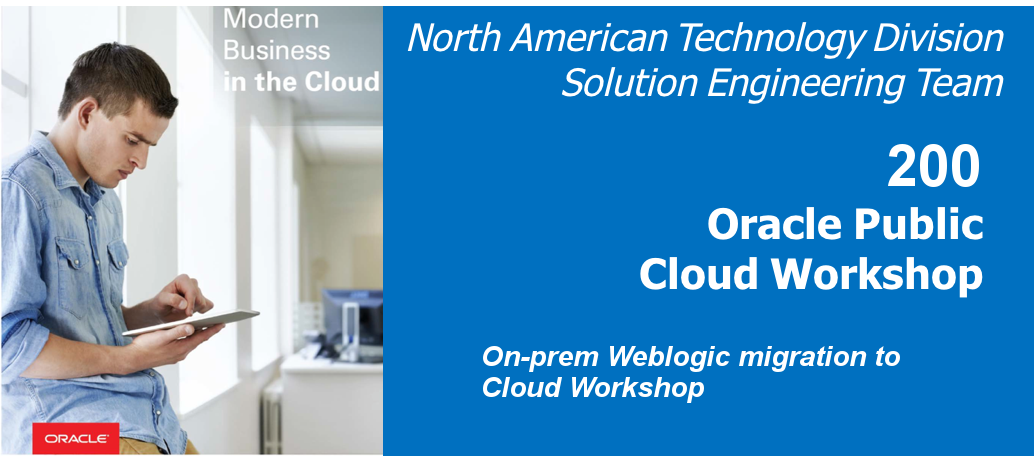 Modern
Business
in the Cloud
ORACLE
North American Technology Division
Solution Engineering Team
200
Oracle Public
Cloud Workshop
On-prem Weblogic migration to
Cloud Workshop